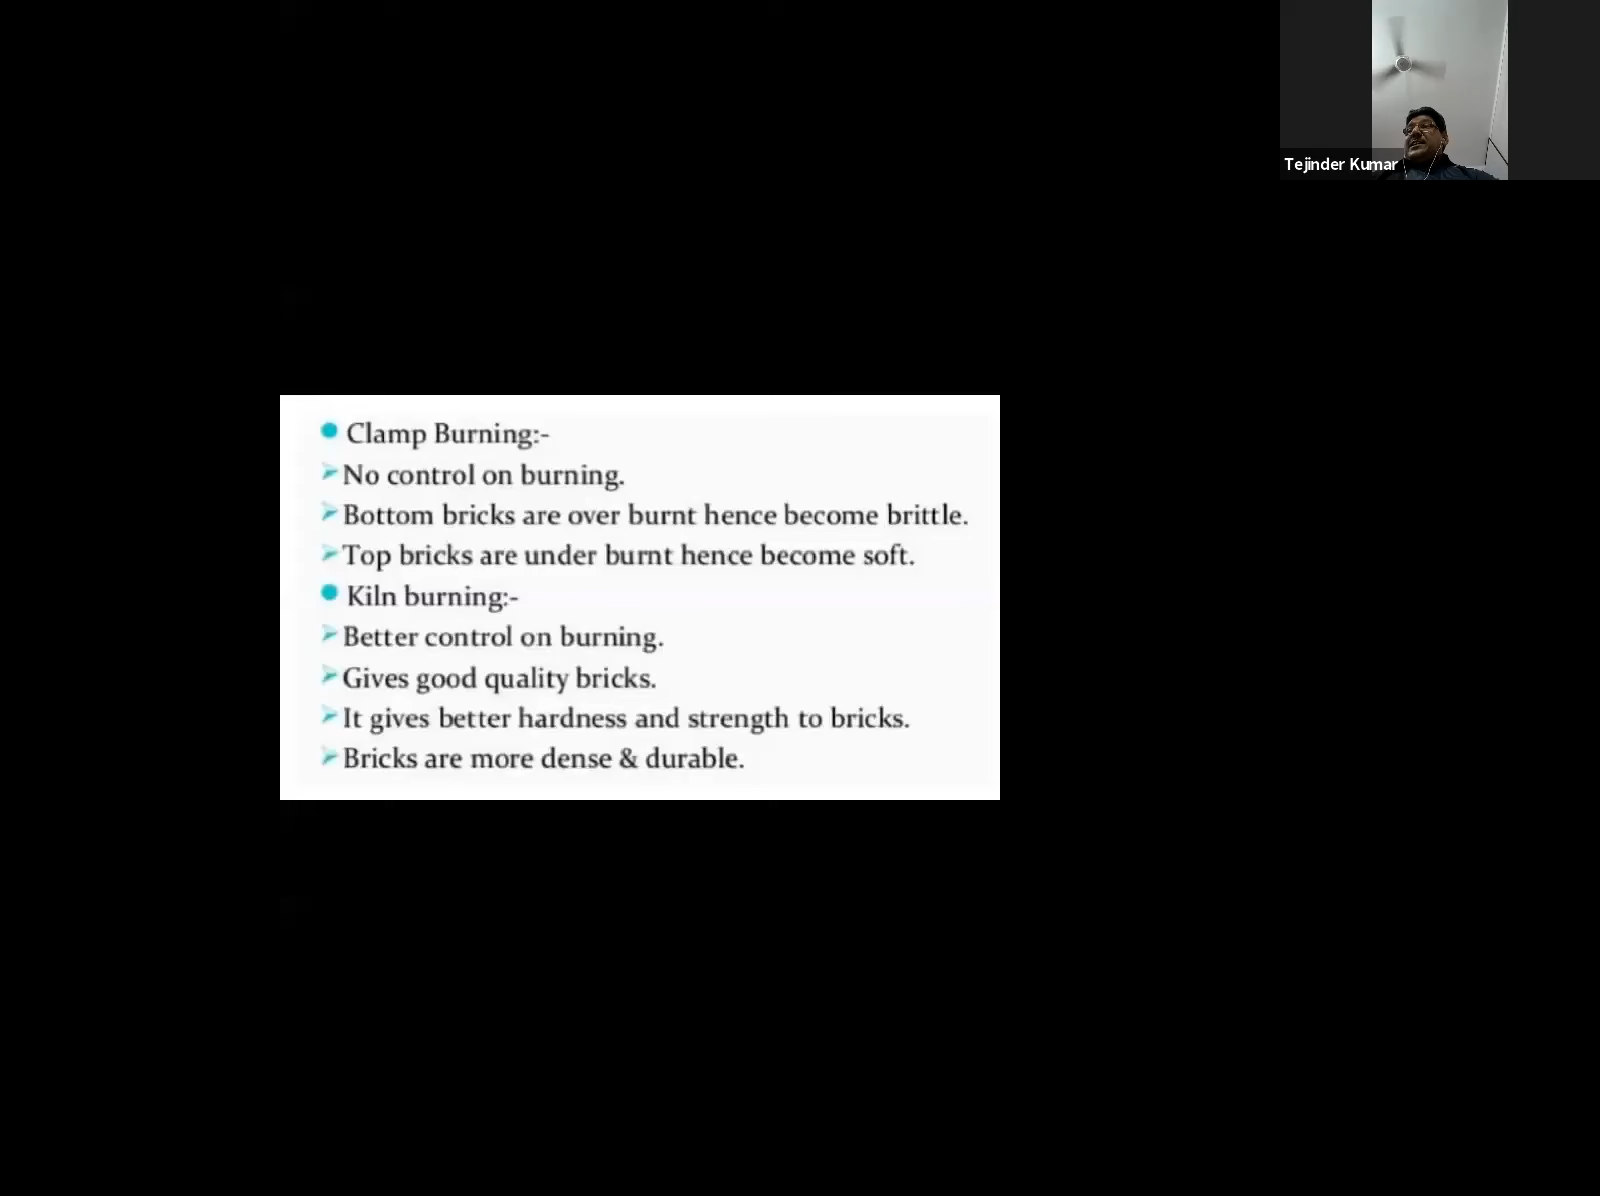 Tejinder Kumar
Clamp Burning:-
No control on burning.
Bottom bricks are over burnt hence become brittle.
Top bricks are under burnt hence become soft.
Kiln burning:-
Better control on burning.
Gives good quality bricks.
It gives better hardness and strength to bricks.
Bricks are more dense & durable.